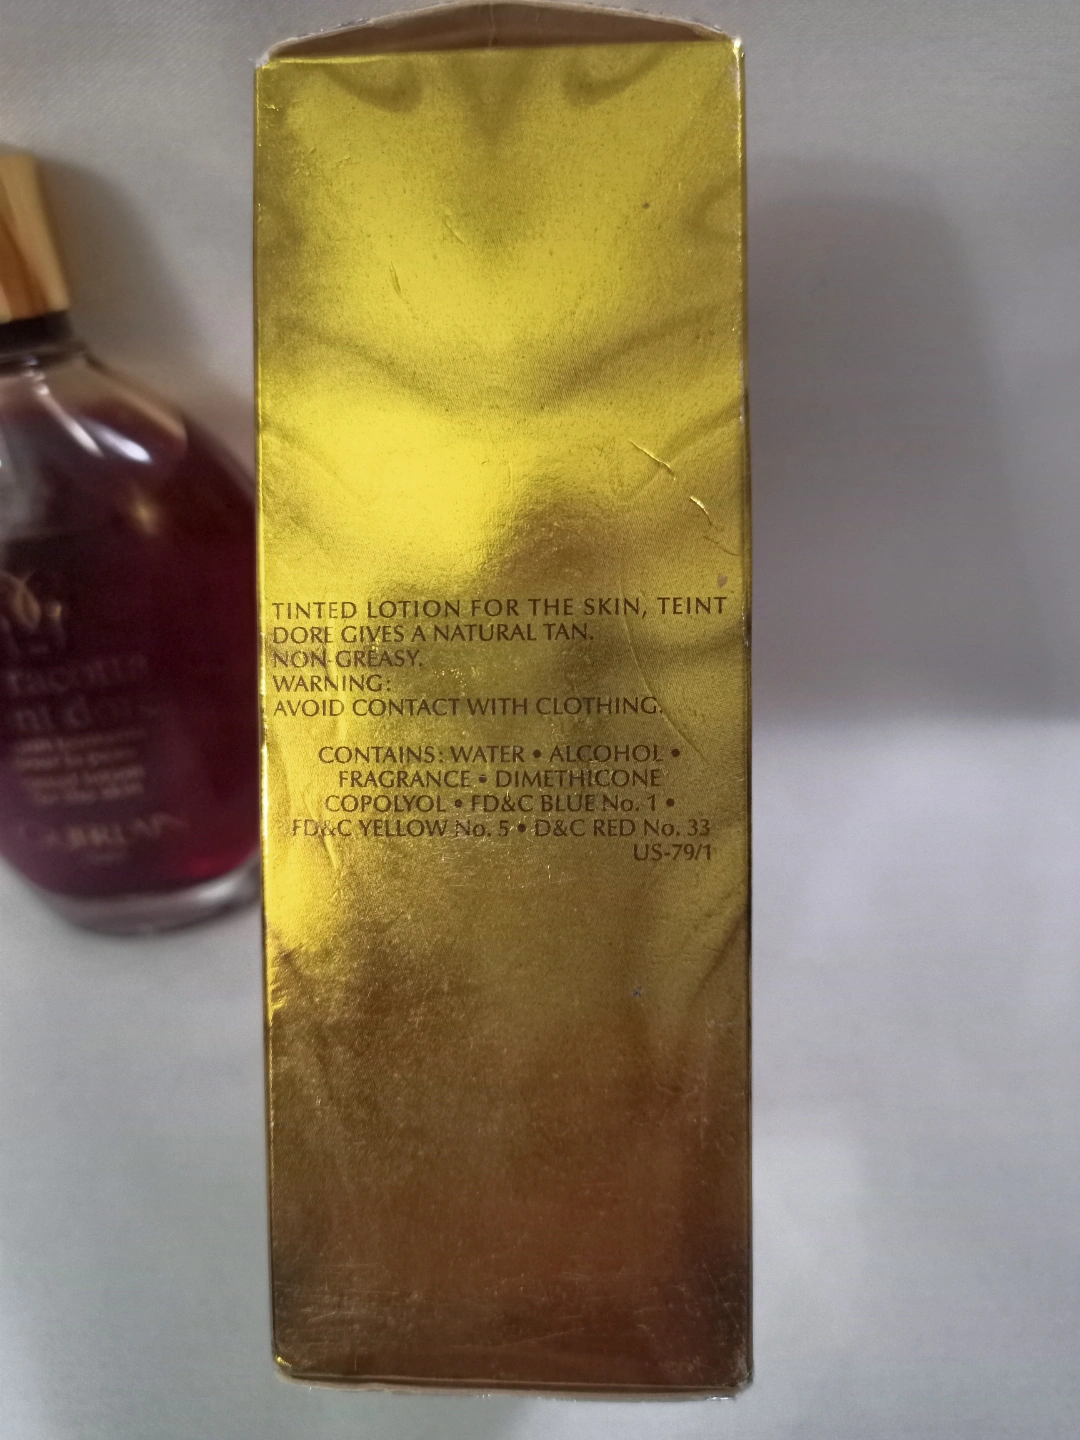 TINTED LOTION FOR THE SKIN, TEINT
DORE GIVES A NATURAL TAN.
NON-GREASY.
WARNING:
AVOID CONTACT WITH CLOTHING.
CONTAINS: WATER • ALCOHOL •
FRAGRANCE • DIMETHICONE
COPOLYOL • FD&C BLUE No. 1 •
FD&C YELLOW No. 5 • D&C RED No. 33
US-79/1